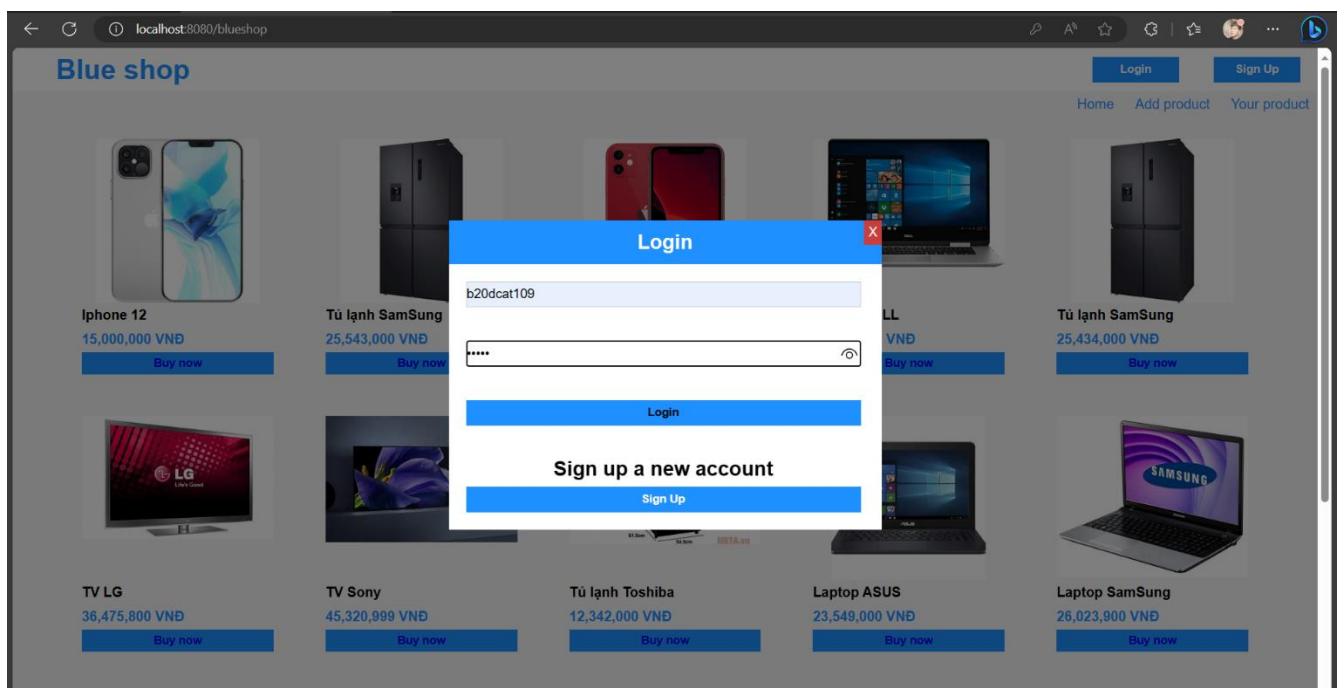 localhost:8080/blueshop
Blue shop
Login
Sign Up
Home
Add product
Your product
Login
X
b20dcat109
•••••
Login
Sign up a new account
Sign Up
Iphone 12
15,000,000 VNĐ
Buy now
Tủ lạnh SamSung
25,543,000 VNĐ
Buy now
LL
VNĐ
Buy now
Tủ lạnh SamSung
25,434,000 VNĐ
Buy now
LG
Life's Good
TV LG
36,475,800 VNĐ
Buy now
TV Sony
45,320,999 VNĐ
Buy now
META.vn
Tủ lạnh Toshiba
12,342,000 VNĐ
Buy now
Laptop ASUS
23,549,000 VNĐ
Buy now
SAMSUNG
Laptop SamSung
26,023,900 VNĐ
Buy now